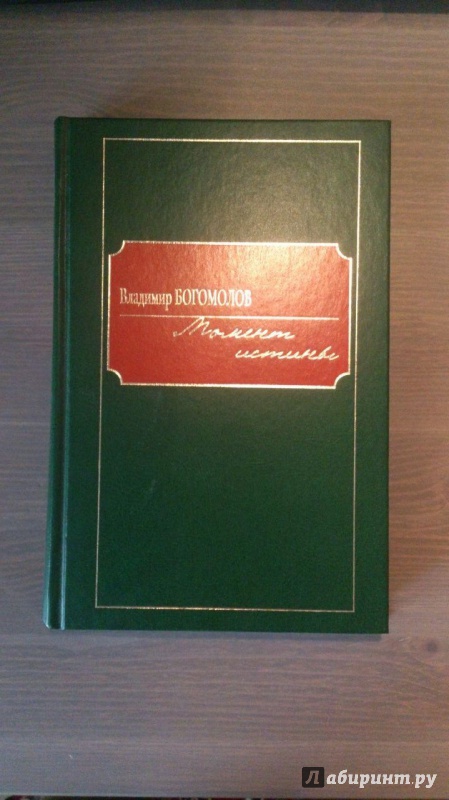 Владимир БОГОМОЛОВ
Момент
истины
Лабиринт.ру